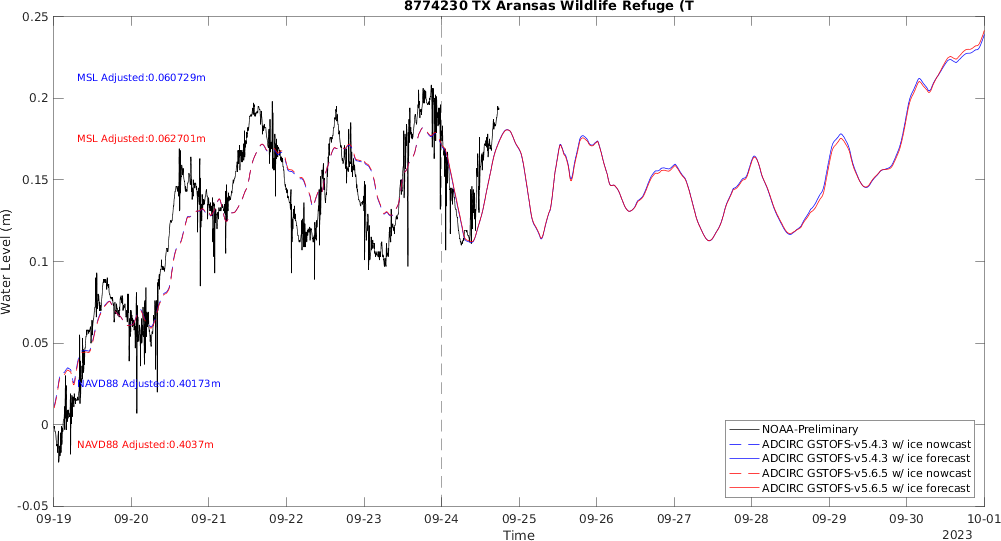 8774230 TX Aransas Wildlife Refuge (T
0.25
0.2
0.15
0.1
0.05
0
-0.05
Water Level (m)
MSL Adjusted:0.060729m
MSL Adjusted:0.062701m
NAVD88 Adjusted:0.40173m
NAVD88 Adjusted:0.4037m
NOAA-Preliminary
ADCIRC GSTOFS-v5.4.3 w/ ice nowcast
ADCIRC GSTOFS-v5.4.3 w/ ice forecast
ADCIRC GSTOFS-v5.6.5 w/ ice nowcast
ADCIRC GSTOFS-v5.6.5 w/ ice forecast
09-19 09-20 09-21 09-22 09-23 09-24 09-25 09-26 09-27 09-28 09-29 09-30 10-01
Time
2023